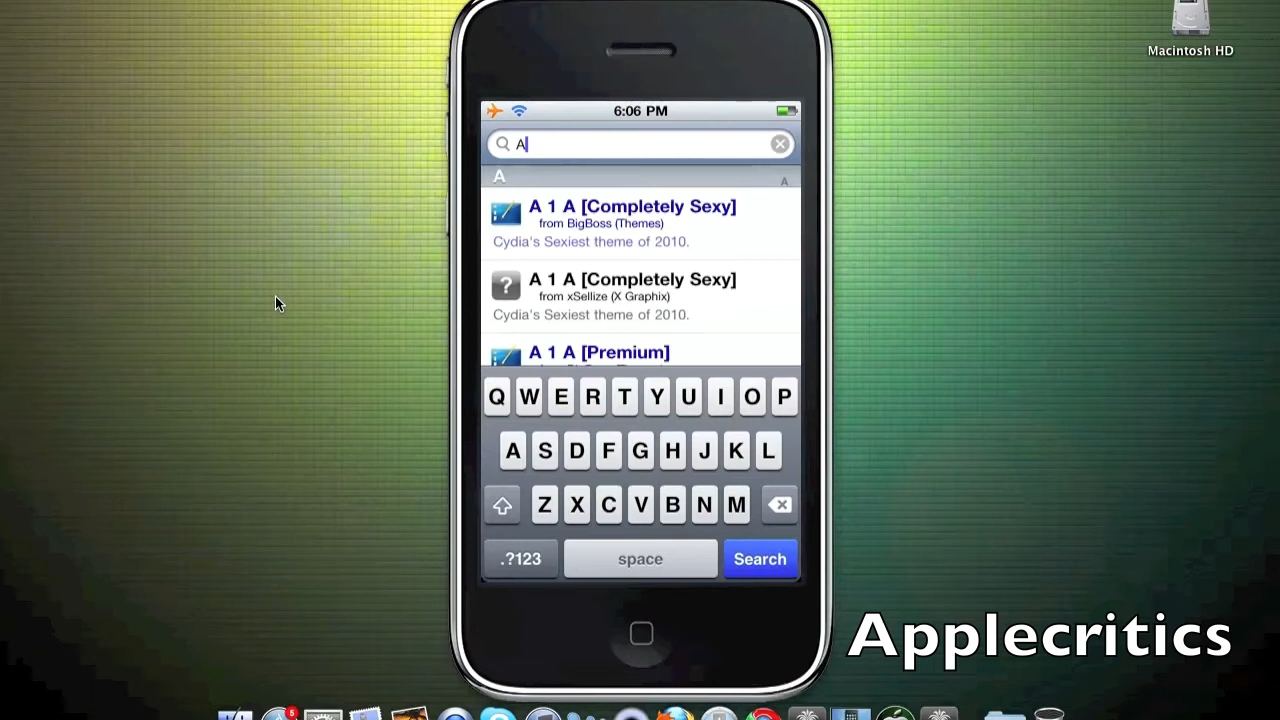 Macintosh HD
6:06 PM
A
A
A
A 1 A [Completely Sexy]
from BigBoss (Themes)
Cydia's Sexiest theme of 2010.
?
A 1 A [Completely Sexy]
from xSellize (X Graphix)
Cydia's Sexiest theme of 2010.
A 1 A [Premium]
Q W E R T Y U I O P
A S D F G H J K L
Z X C V B N M
.?123 space Search
Applecritics
5